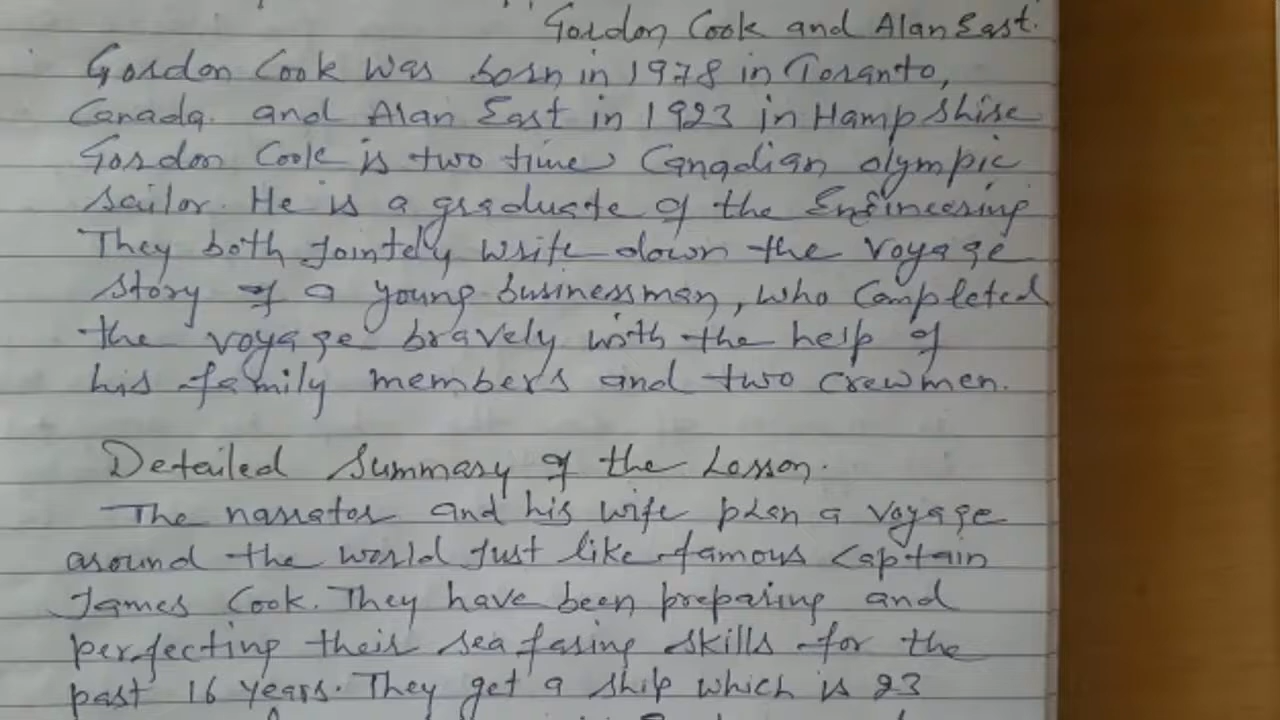 Gordon Cook and Alan East.
Gordon Cook was born in 1978 in Toranto,
Canada. and Alan East in 1923 in Hampshire
Gordon Cook is two time Canadian olympic
sailor. He is a graduate of the Engineering
They both Jointely write down the voyage
story of a young businessman, who completed
the voyage bravely with the help of
his family members and two crewmen.
Detailed Summary of the Lesson.
The narrator and his wife plan a voyage
around the world Just like famous Captain
James Cook. They have been preparing and
perfecting their sea faring skills for the
past 16 years. They get a ship which is 23